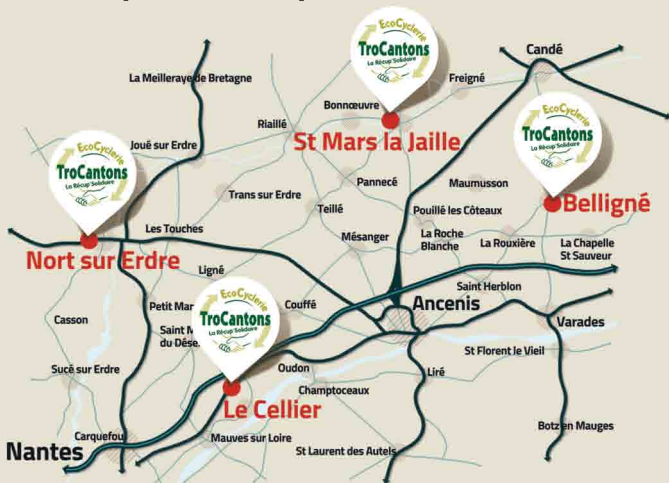 EcoCyclerie
TroCantons
La Récup'Solidaire
Candé
La Meilleraye de Bretagne
Freigné
Bonnœuvre
EcoCyclerie
TroCantons
La Récup'Solidaire
Riaillé
St Mars la Jaille
EcoCyclerie
TroCantons
La Récup'Solidaire
Joué sur Erdre
Pannecé
Maumusson
Trans sur Erdre
Teillé
Belligné
Pouillé les Côteaux
Les Touches
La Roche
Blanche
La Rouxière
La Chapelle
St Sauveur
Mésanger
Nort sur Erdre
Ligné
Saint Herblon
EcoCyclerie
TroCantons
La Récup'Solidaire
Petit Mar
Couffé
Ancenis
Casson
Saint M
du Dése
Varades
St Florent le Vieil
Sucé sur Erdre
Oudon
Liré
Champtoceaux
Le Cellier
Botz en Mauges
Carquefou
Mauves sur Loire
Nantes
St Laurent des Autels